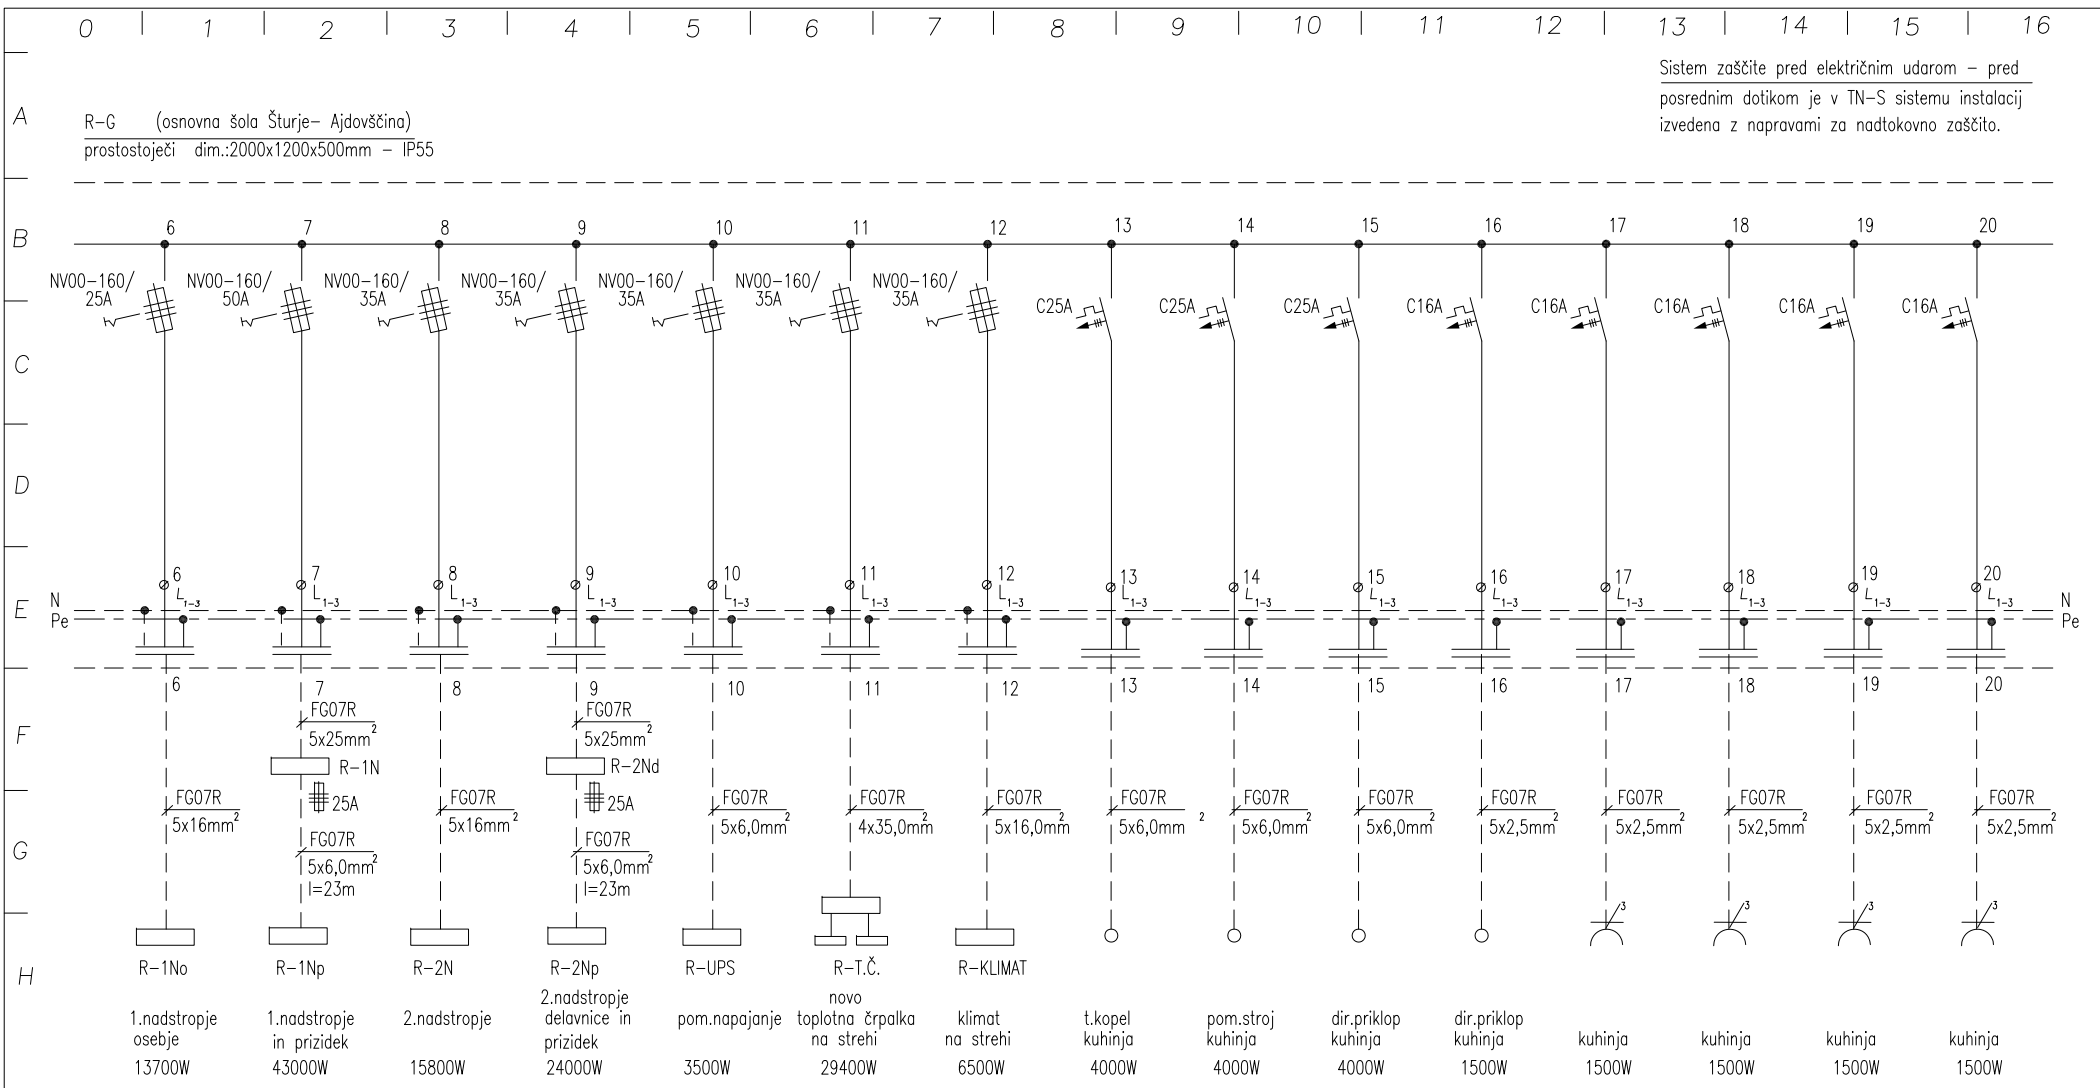 0 1 2 3 4 5 6 7 8 9 10 11 12 13 14 15 16
Sistem zaščite pred električnim udarom – pred
posrednim dotikom je v TN-S sistemu instalacij
izvedena z napravami za nadtokovno zaščito.
A
R-G (osnovna šola Šturje- Ajdovščina)
prostostoječi dim.:2000x1200x500mm – IP55
B
6 7 8 9 10 11 12 13 14 15 16 17 18 19 20
NV00-160/ NV00-160/ NV00-160/ NV00-160/ NV00-160/ NV00-160/ NV00-160/
25A 50A 35A 35A 35A 35A 35A
C25A C25A C25A C16A C16A C16A C16A C16A
C
D
6 7 8 9 10 11 12 13 14 15 16 17 18 19 20
L1-3 L1-3 L1-3 L1-3 L1-3 L1-3 L1-3 L1-3 L1-3 L1-3 L1-3 L1-3 L1-3 L1-3 L1-3
N N
E
Pe Pe
6 7 8 9 10 11 12 13 14 15 16 17 18 19 20
FG07R FG07R
5x25mm² 5x25mm²
F
R-1N R-2Nd
25A 25A
FG07R FG07R FG07R FG07R FG07R FG07R FG07R FG07R FG07R FG07R FG07R FG07R FG07R
5x16mm² 5x16mm² 5x6,0mm² 4x35,0mm² 5x16,0mm² 5x6,0mm² 5x6,0mm² 5x6,0mm² 5x2,5mm² 5x2,5mm² 5x2,5mm² 5x2,5mm² 5x2,5mm²
G
FG07R FG07R
5x6,0mm² 5x6,0mm²
l=23m l=23m
3 3 3 3
H
R-1No R-1Np R-2N R-2Np R-UPS R-T.Č. R-KLIMAT
1.nadstropje
osebje
13700W
1.nadstropje
in prizidek
43000W
2.nadstropje
15800W
2.nadstropje
delavnice in
prizidek
24000W
pom.napajanje
3500W
novo
toplotna črpalka
na strehi
29400W
klimat
na strehi
6500W
t.kopel
kuhinja
4000W
pom.stroj
kuhinja
4000W
dir.priklop
kuhinja
4000W
dir.priklop
kuhinja
1500W
kuhinja
1500W
kuhinja
1500W
kuhinja
1500W
kuhinja
1500W